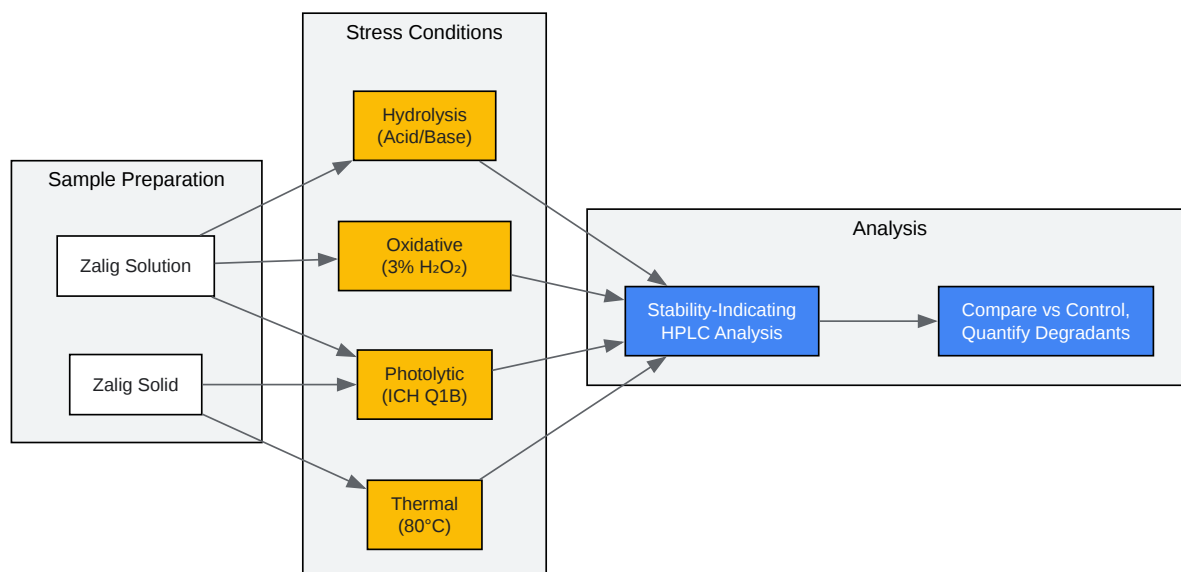 Sample Preparation
Zalig Solution
Zalig Solid
Stress Conditions
Hydrolysis
(Acid/Base)
Oxidative
(3% H₂O₂)
Photolytic
(ICH Q1B)
Thermal
(80°C)
Analysis
Stability-Indicating
HPLC Analysis
Compare vs Control,
Quantify Degradants